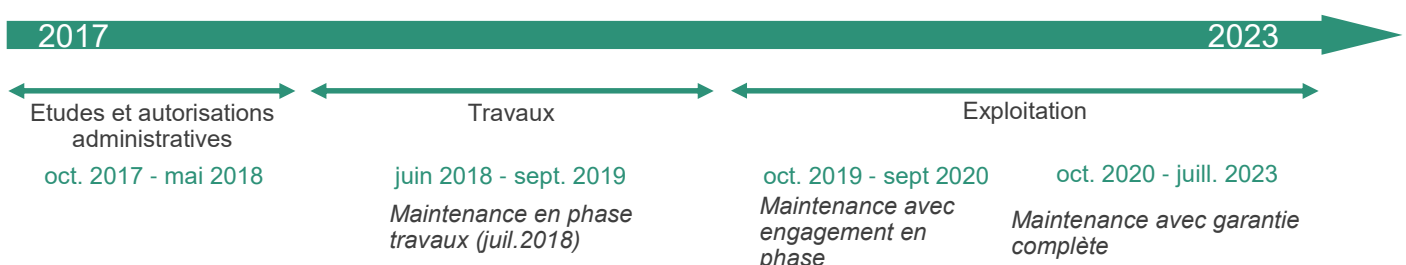 2017
2023
Etudes et autorisations
administratives
oct. 2017 - mai 2018
Travaux
juin 2018 - sept. 2019
Maintenance en phase
travaux (juil.2018)
Exploitation
oct. 2019 - sept 2020
Maintenance avec
engagement en
phase
oct. 2020 - juill. 2023
Maintenance avec garantie
complète